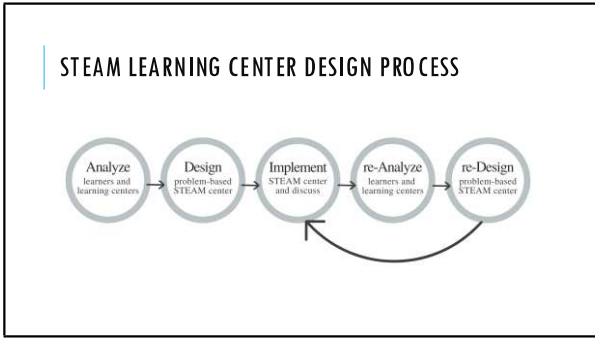 STEAM LEARNING CENTER DESIGN PROCESS
Analyze
learners and
learning centers
Design
problem-based
STEAM center
Implement
STEAM center
and discuss
re-Analyze
learners and
learning centers
re-Design
problem-based
STEAM center